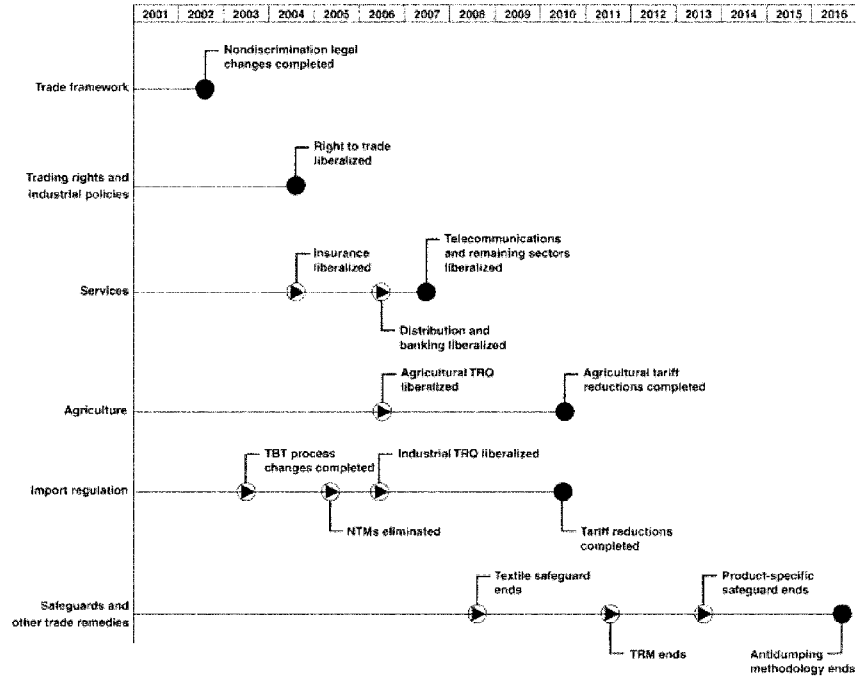 2001 2002 2003 2004 2005 2006 2007 2008 2009 2010 2011 2012 2013 2014 2015 2016
Nondiscrimination legal
changes completed
Trade framework
Right to trade
liberalized
Trading rights and
industrial policies
Insurance
liberalized
Telecommunications
and remaining sectors
liberalized
Services
Distribution and
banking liberalized
Agricultural TRQ
liberalized
Agricultural tariff
reductions completed
Agriculture
TBT process
changes completed
Industrial TRQ liberalized
Import regulation
NTMs eliminated
Tariff reductions
completed
Textile safeguard
ends
Product-specific
safeguard ends
Safeguards and
other trade remedies
TRM ends
Antidumping
methodology ends